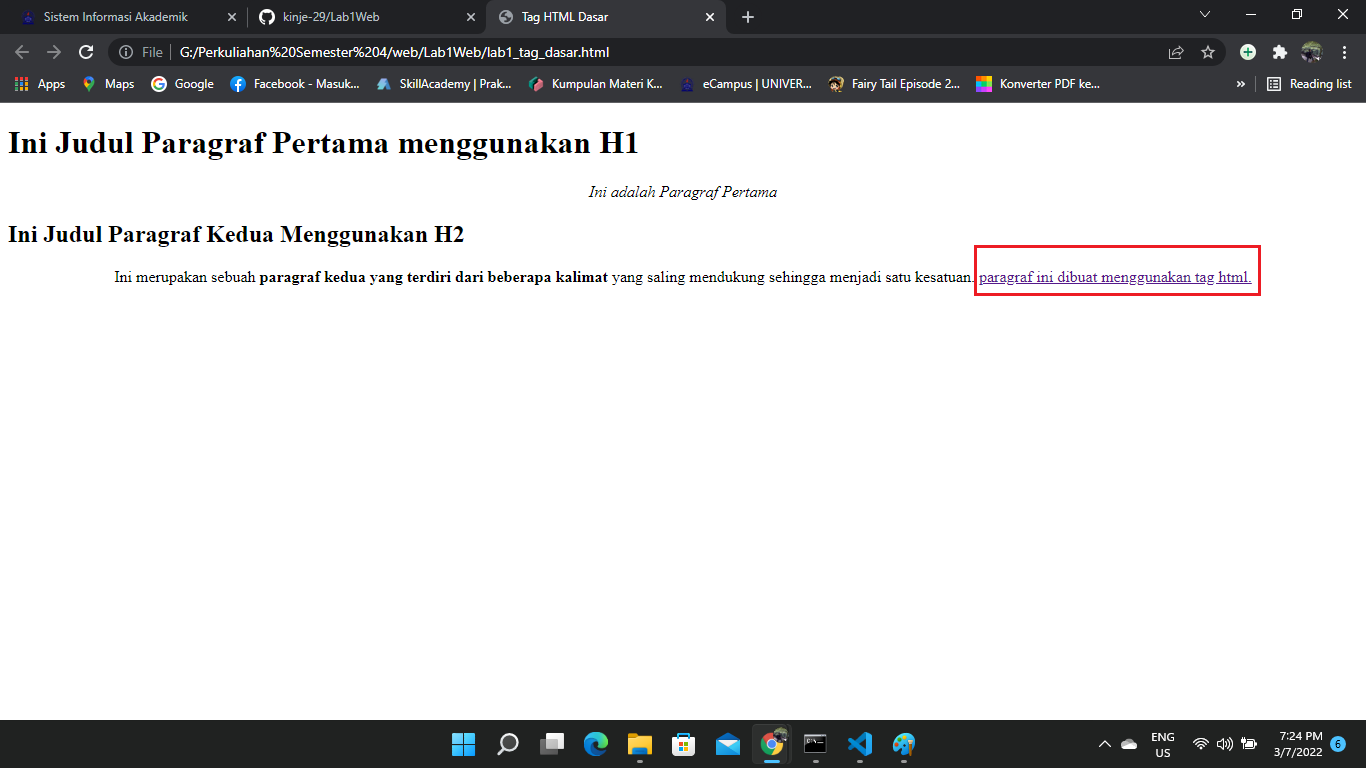 Sistem Informasi Akademik
kinje-29/Lab1Web
Tag HTML Dasar
File
G:/Perkuliahan%20Semester%204/web/Lab1Web/lab1_tag_dasar.html
Apps
Maps
Google
Facebook - Masuk...
SkillAcademy | Prak...
Kumpulan Materi K...
eCampus | UNIVER...
Fairy Tail Episode 2...
Konverter PDF ke...
»
Reading list
Ini Judul Paragraf Pertama menggunakan H1
Ini adalah Paragraf Pertama
Ini Judul Paragraf Kedua Menggunakan H2
Ini merupakan sebuah paragraf kedua yang terdiri dari beberapa kalimat yang saling mendukung sehingga menjadi satu kesatuan. paragraf ini dibuat menggunakan tag html.
ENG
US
7:24 PM
3/7/2022
6